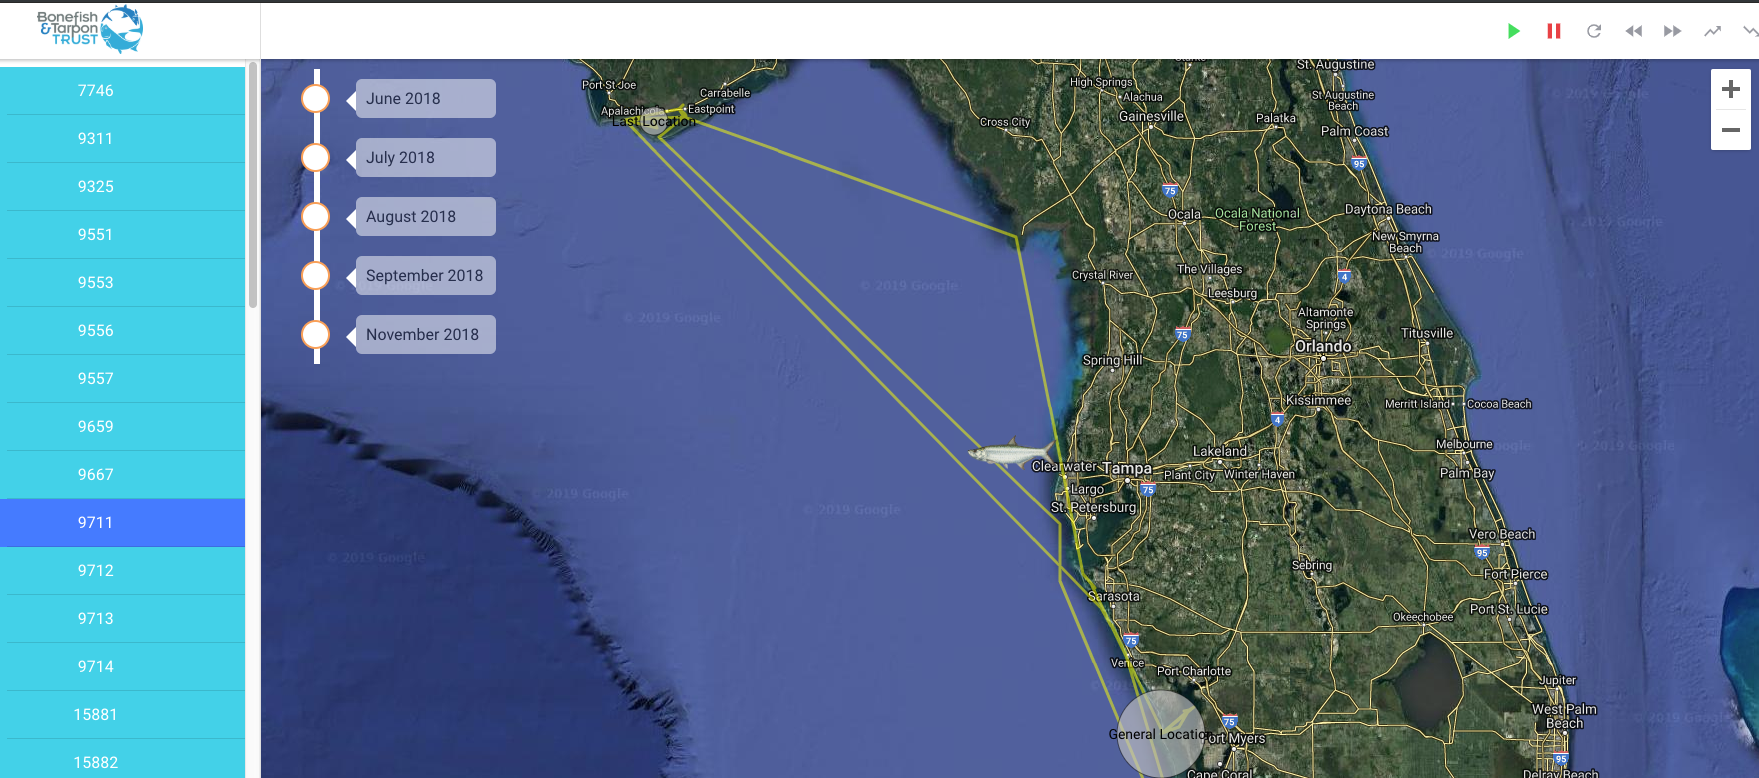 Bonefish
&Tarpon
TRUST
7746
9311
9325
9551
9553
9556
9557
9659
9667
9711
9712
9713
9714
15881
15882
June 2018
July 2018
August 2018
September 2018
November 2018
Port St Joe
Carrabelle
Eastpoint
Last Location
High Springs
St. Augustine
Alachua
St Augustine
Beach
Gainesville
Palatka
Cross City
Palm Coast
95
75
Ocala
Ocala National
Forest
Daytona Beach
New Smyrna
Beach
Crystal River
The Villages
4
Leesburg
Altamonte
Springs
Titusville
75
Orlando
Spring Hill
Kissimmee
Merritt Island
Cocoa Beach
4
Melbourne
Lakeland
Clearwater
Tampa
Plant City
Winter Haven
Palm Bay
Largo
75
St. Petersburg
Vero Beach
95
Sebring
Fort Pierce
Sarasota
Port St. Lucie
Okeechobee
75
Venice
Port Charlotte
Jupiter
West Palm
Beach
75
General Location
ort Myers
95
Cape Coral
Delray Beach
© 2019 Google
© 2019 Google
© 2019 Google
© 2019 Google
© 2019 Google
© 2019 Google
© 2019 Google
© 2019 Google
© 2019 Google